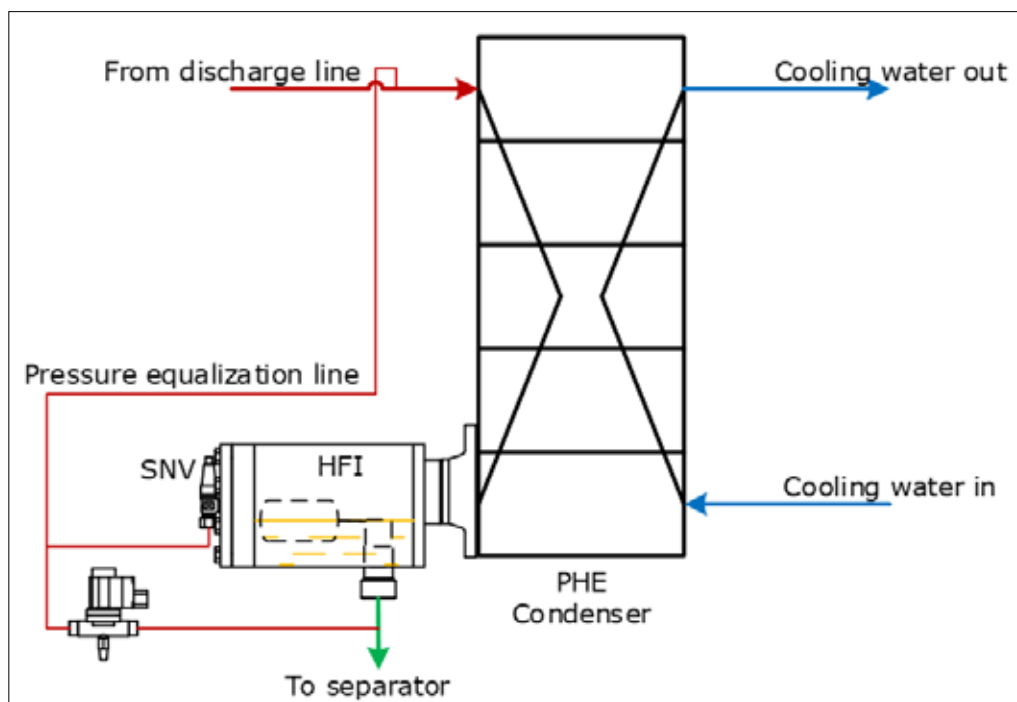 From discharge line
Cooling water out
Pressure equalization line
SNV
HFI
Cooling water in
PHE
Condenser
To separator